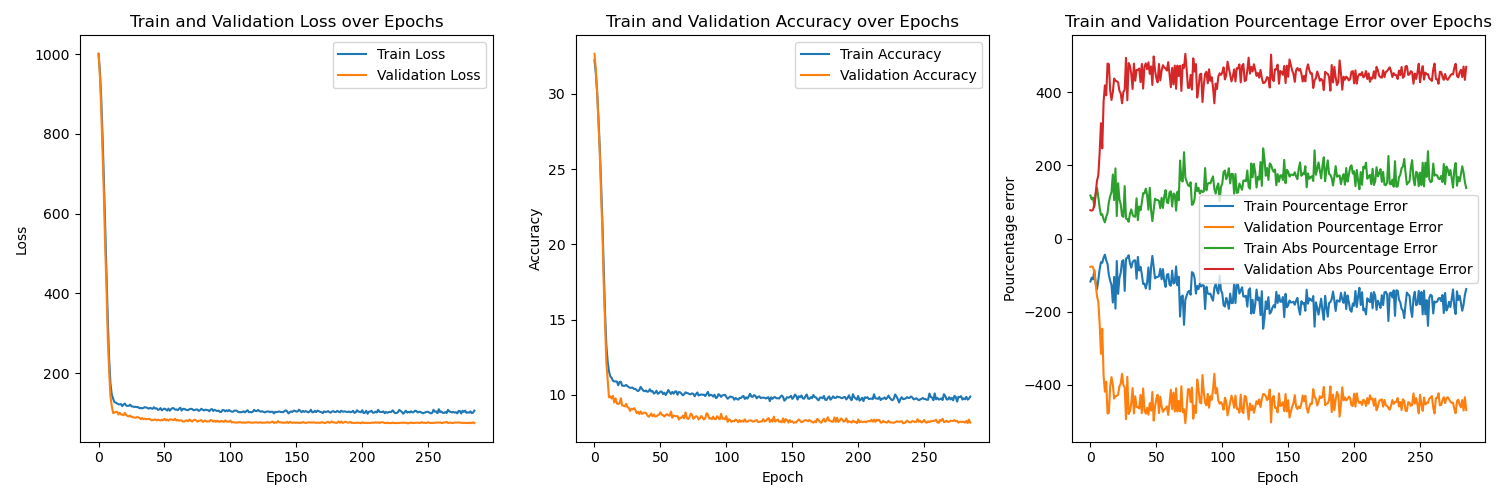 Train and Validation Loss over Epochs
Train Loss
Validation Loss
1000
800
600
400
200
Loss
0
50
100
150
200
250
Epoch
Train and Validation Accuracy over Epochs
Train Accuracy
Validation Accuracy
30
25
20
15
10
Accuracy
0
50
100
150
200
250
Epoch
Train and Validation Pourcentage Error over Epochs
400
200
0
−200
−400
Pourcentage error
Train Pourcentage Error
Validation Pourcentage Error
Train Abs Pourcentage Error
Validation Abs Pourcentage Error
0
50
100
150
200
250
Epoch